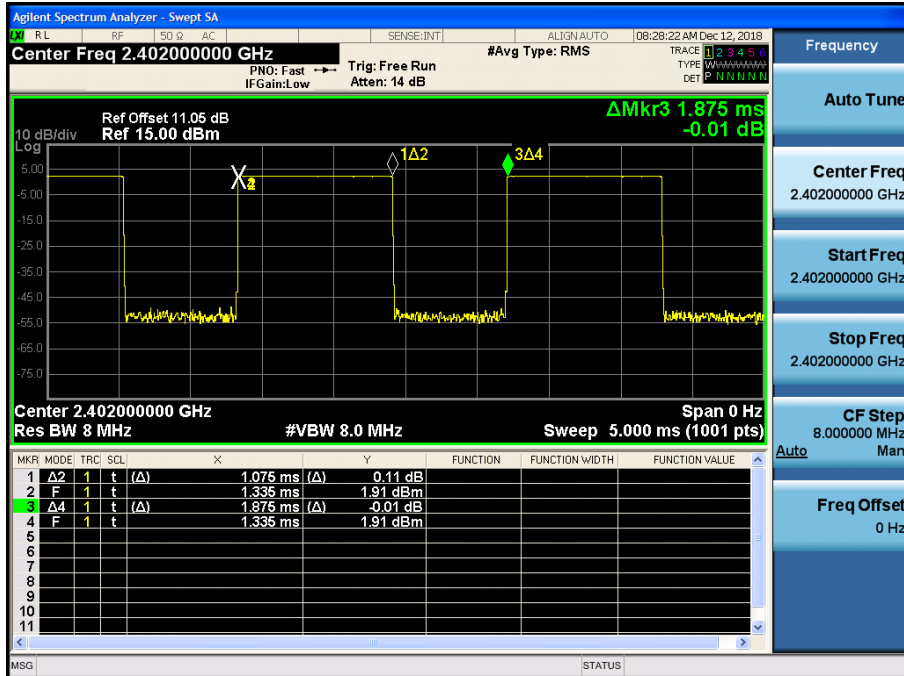 Agilent Spectrum Analyzer - Swept SA
LXI RL RF 50 Ω AC SENSE:INT ALIGN AUTO 08:28:22 AM Dec 12, 2018
Center Freq 2.402000000 GHz #Avg Type: RMS TRACE 1 2 3 4 5 6
PNO: Fast Trig: Free Run TYPE WWWWWW
IFGain:Low Atten: 14 dB DET P N N N N N
Ref Offset 11.05 dB ΔMkr3 1.875 ms
10 dB/div Ref 15.00 dBm -0.01 dB
Log
1Δ2 3Δ4
5.00
-5.00
-15.0
-25.0
-35.0
-45.0
-55.0
-65.0
-75.0
Center 2.402000000 GHz Span 0 Hz
Res BW 8 MHz #VBW 8.0 MHz Sweep 5.000 ms (1001 pts)
MKR MODE TRC SCL X Y FUNCTION FUNCTION WIDTH FUNCTION VALUE
1 Δ2 1 t (Δ) 1.075 ms (Δ) 0.11 dB
2 F 1 t 1.335 ms 1.91 dBm
3 Δ4 1 t (Δ) 1.875 ms (Δ) -0.01 dB
4 F 1 t 1.335 ms 1.91 dBm
5
6
7
8
9
10
11
MSG STATUS
Frequency
Auto Tune
Center Freq
2.402000000 GHz
Start Freq
2.402000000 GHz
Stop Freq
2.402000000 GHz
CF Step
8.000000 MHz
Auto Man
Freq Offset
0 Hz